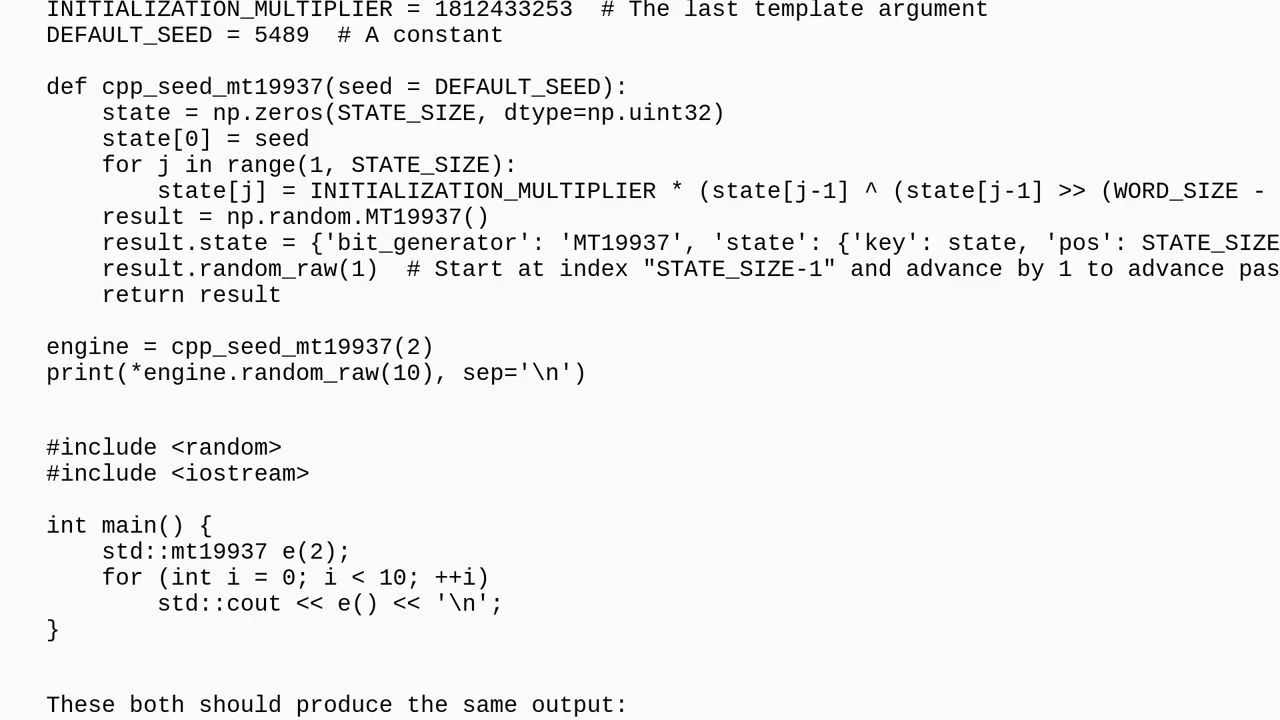 INITIALIZATION_MULTIPLIER = 1812433253  # The last template argument
DEFAULT_SEED = 5489  # A constant
def cpp_seed_mt19937(seed = DEFAULT_SEED):
    state = np.zeros(STATE_SIZE, dtype=np.uint32)
    state[0] = seed
    for j in range(1, STATE_SIZE):
        state[j] = INITIALIZATION_MULTIPLIER * (state[j-1] ^ (state[j-1] >> (WORD_SIZE -
    result = np.random.MT19937()
    result.state = {'bit_generator': 'MT19937', 'state': {'key': state, 'pos': STATE_SIZE
    result.random_raw(1)  # Start at index "STATE_SIZE-1" and advance by 1 to advance pas
    return result
engine = cpp_seed_mt19937(2)
print(*engine.random_raw(10), sep='\n')
#include <random>
#include <iostream>
int main() {
    std::mt19937 e(2);
    for (int i = 0; i < 10; ++i)
        std::cout << e() << '\n';
}
These both should produce the same output: